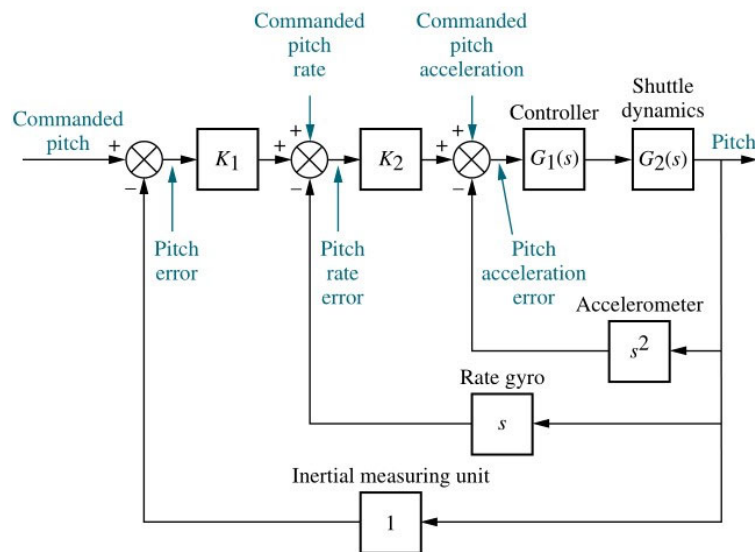 Commanded
pitch
rate
Commanded
pitch
acceleration
Shuttle
dynamics
Controller
Commanded
pitch
+
−
K1
+
+
−
K2
+
+
−
G1(s)
G2(s)
Pitch
Pitch
error
Pitch
rate
error
Pitch
acceleration
error
Accelerometer
s²
Rate gyro
s
Inertial measuring unit
1